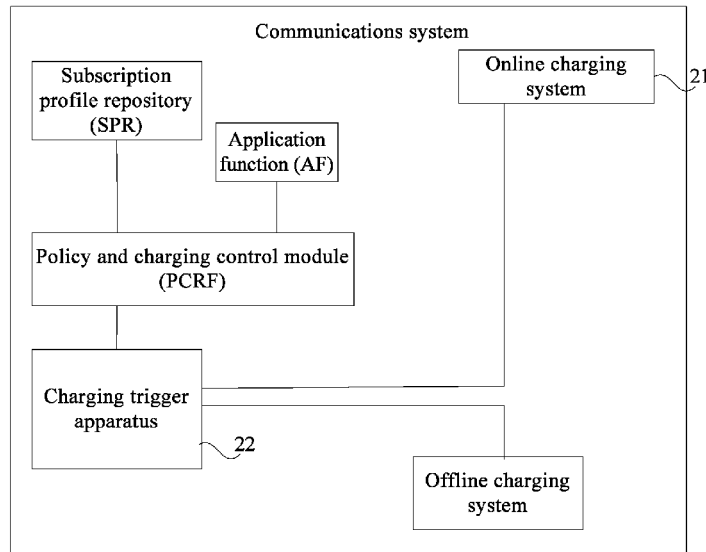 Communications system
Subscription
profile repository
(SPR)
Online charging
system
21
Application
function (AF)
Policy and charging control module
(PCRF)
Charging trigger
apparatus
22
Offline charging
system